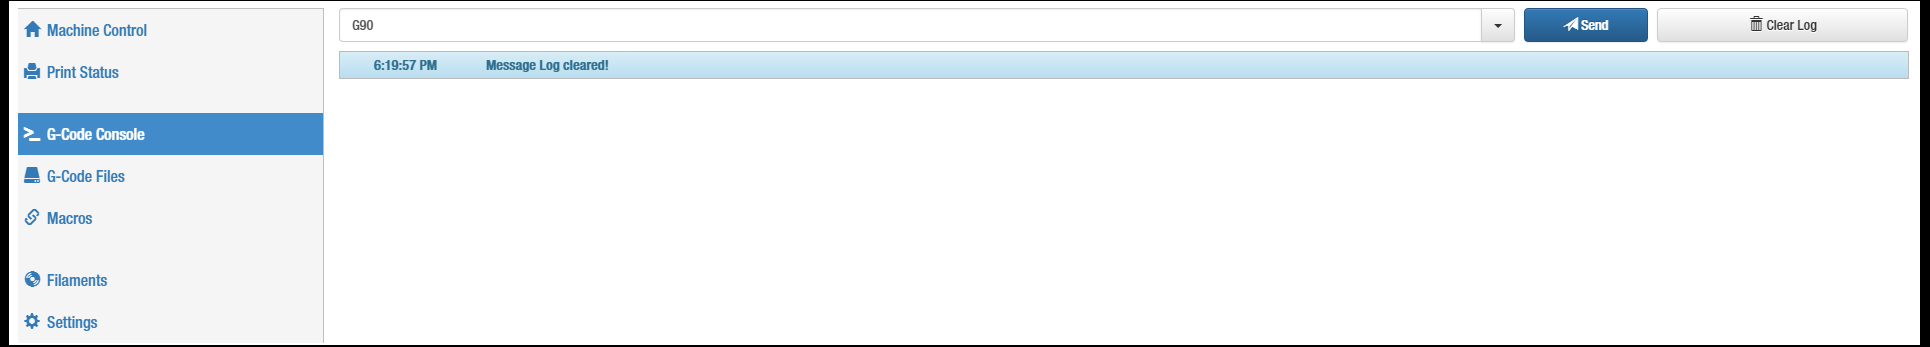 Machine Control
Print Status
G-Code Console
G-Code Files
Macros
Filaments
Settings
G90
Send
Clear Log
6:19:57 PM Message Log cleared!